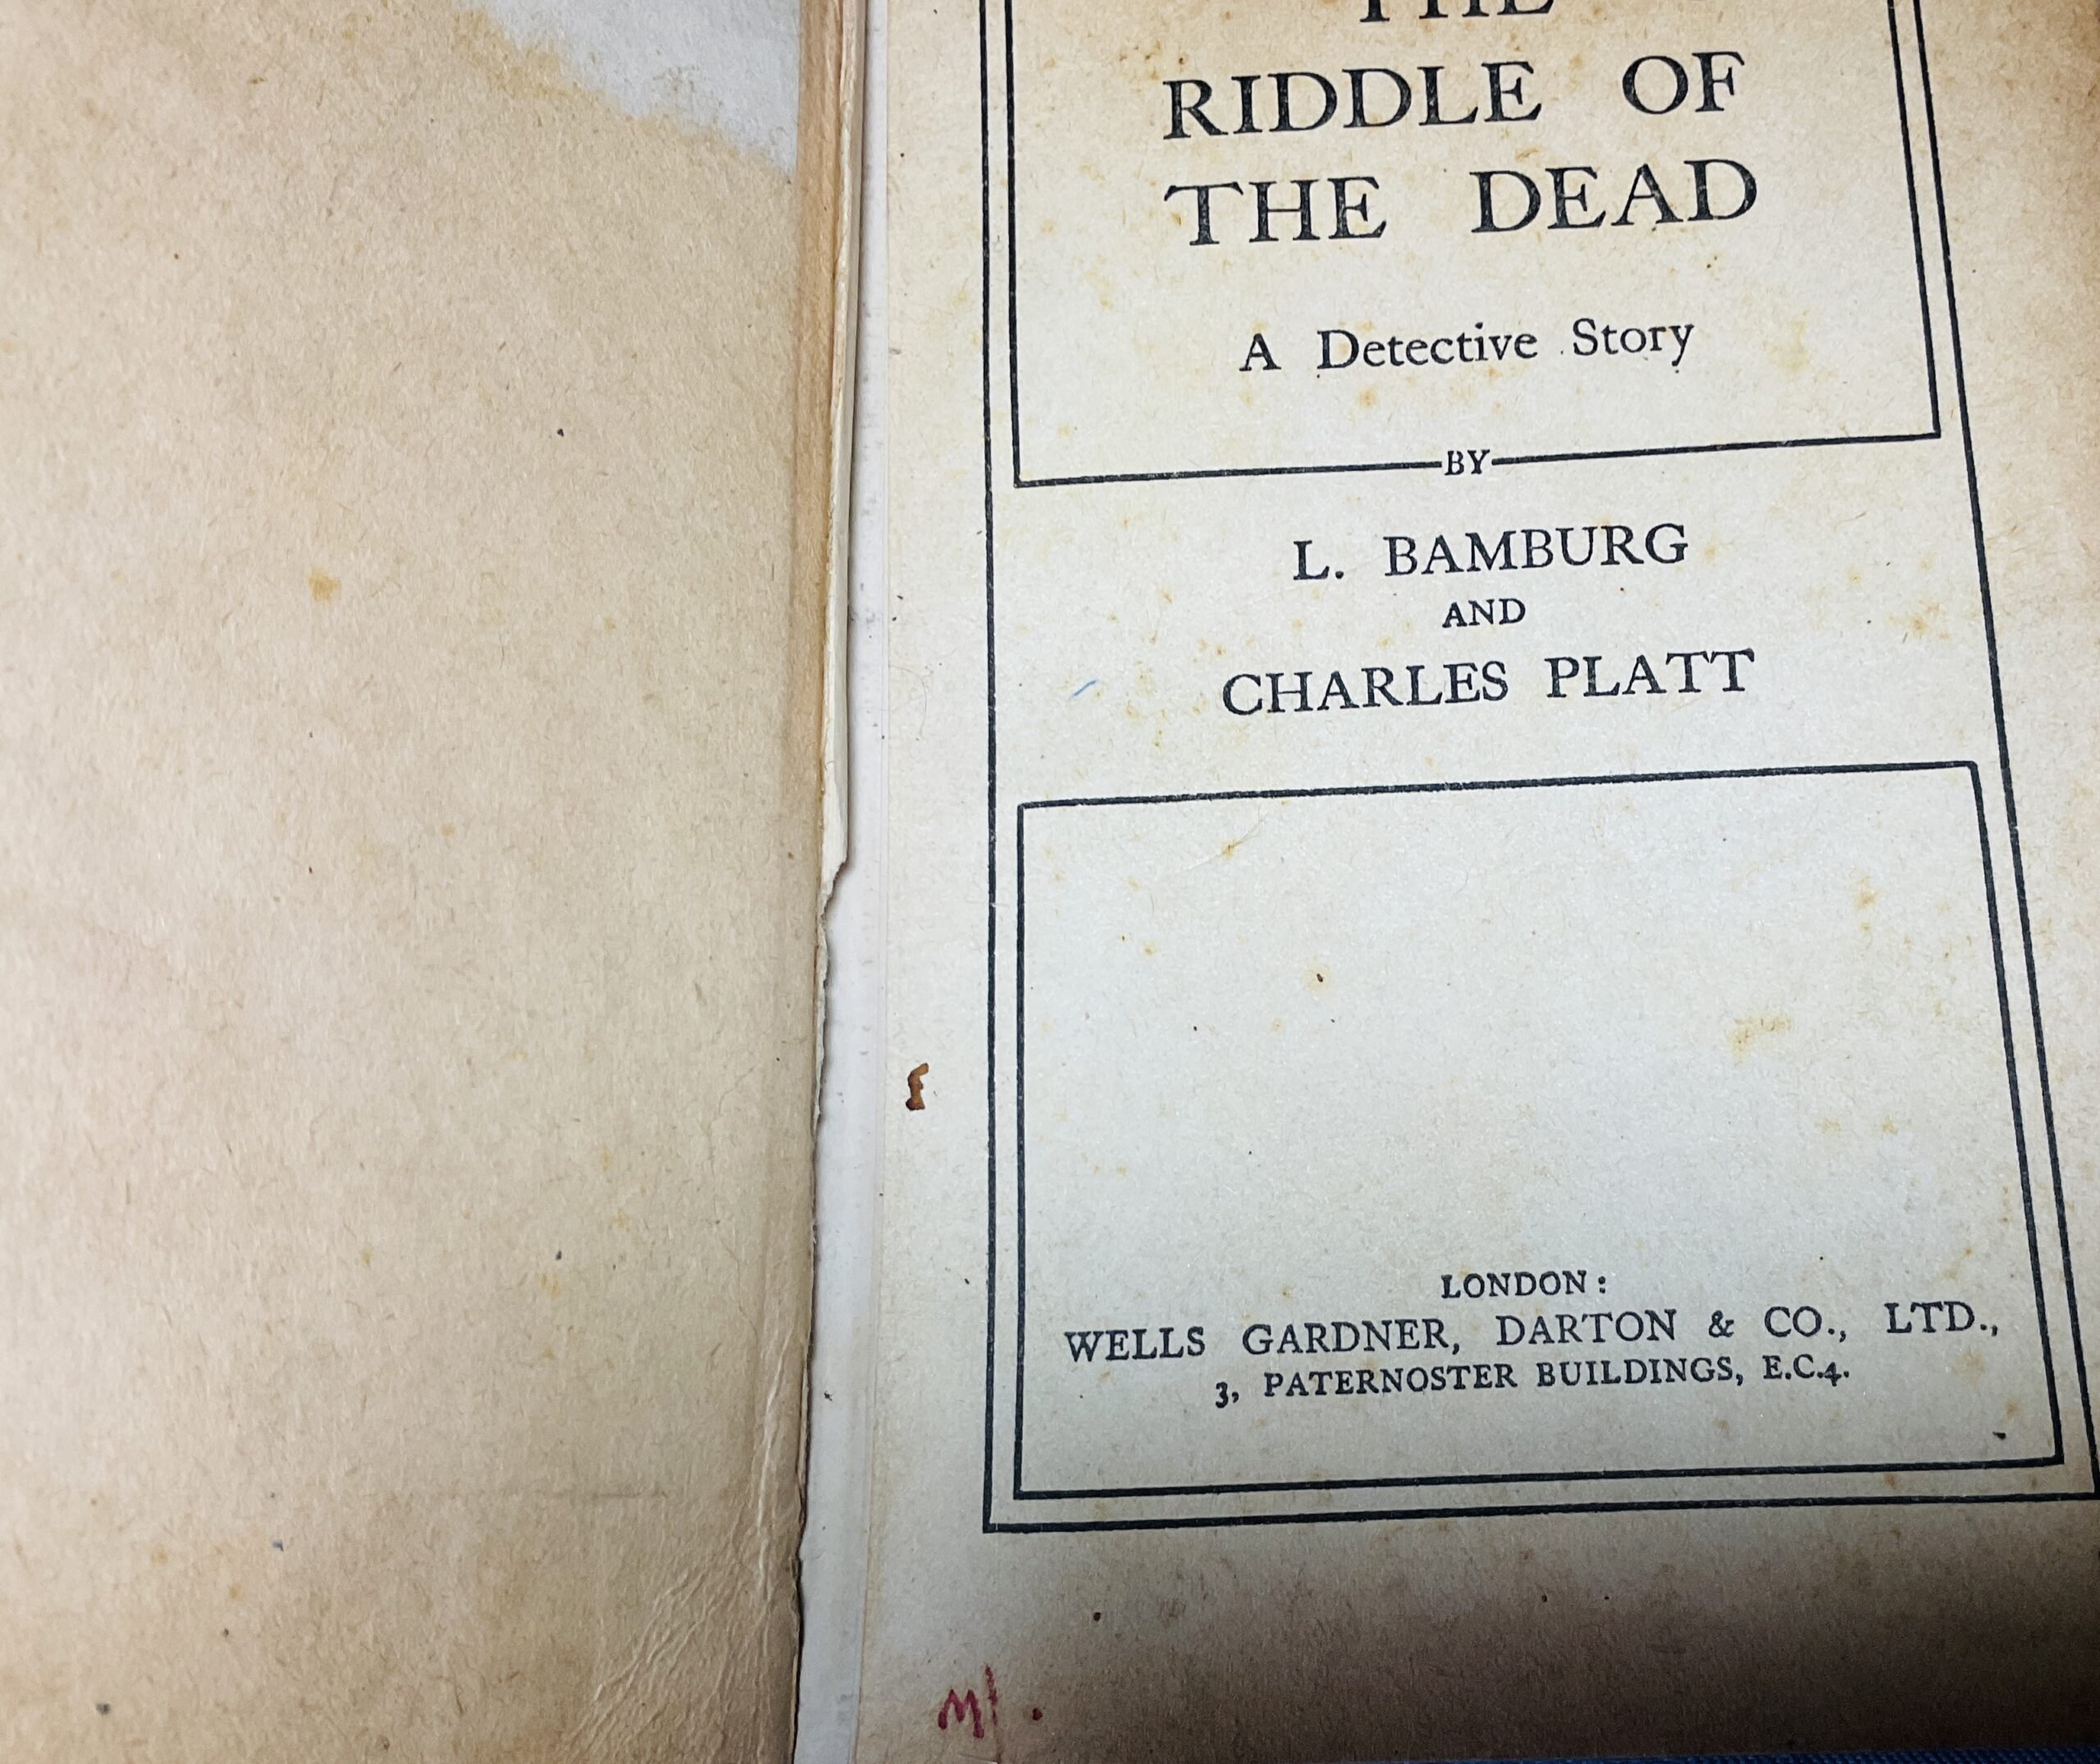 THE
RIDDLE OF
THE DEAD
A Detective Story
BY
L. BAMBURG
AND
CHARLES PLATT
LONDON:
WELLS GARDNER, DARTON & CO., LTD.,
3, PATERNOSTER BUILDINGS, E.C.4.